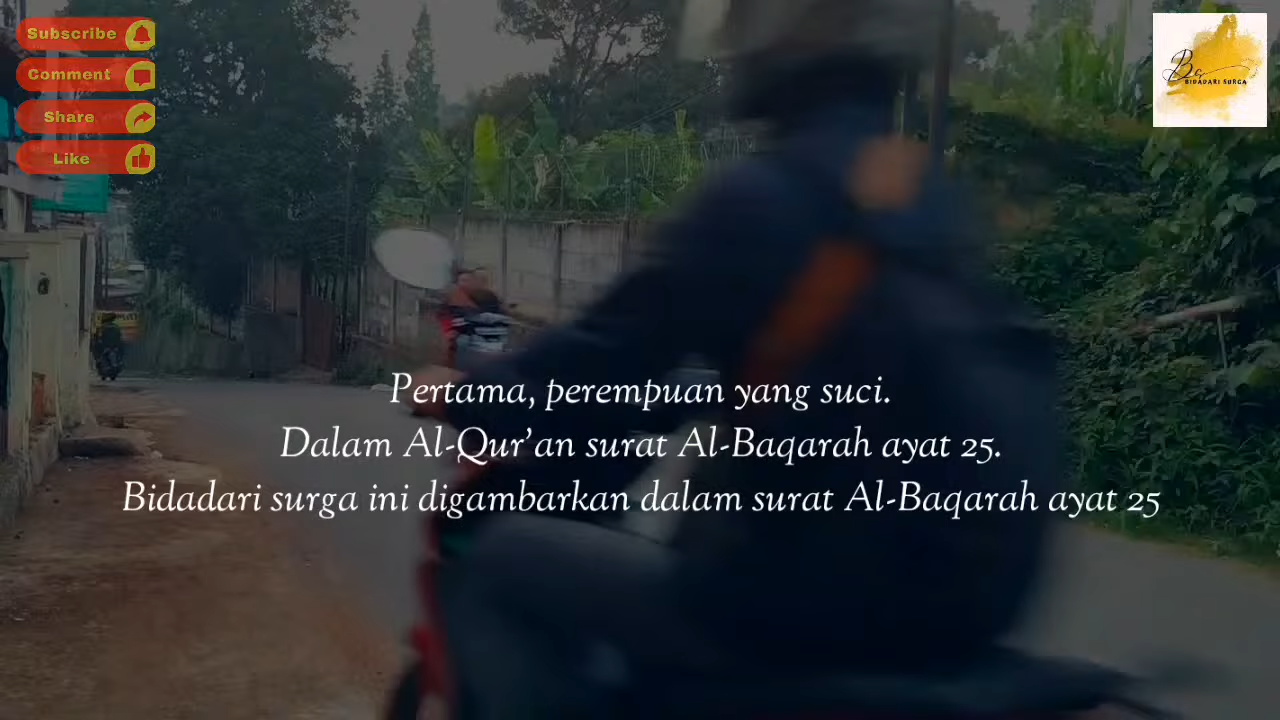 Subscribe
Comment
Share
Like
Bs
BIDADARI SURGA
Pertama, perempuan yang suci.
Dalam Al-Qur'an surat Al-Baqarah ayat 25.
Bidadari surga ini digambarkan dalam surat Al-Baqarah ayat 25